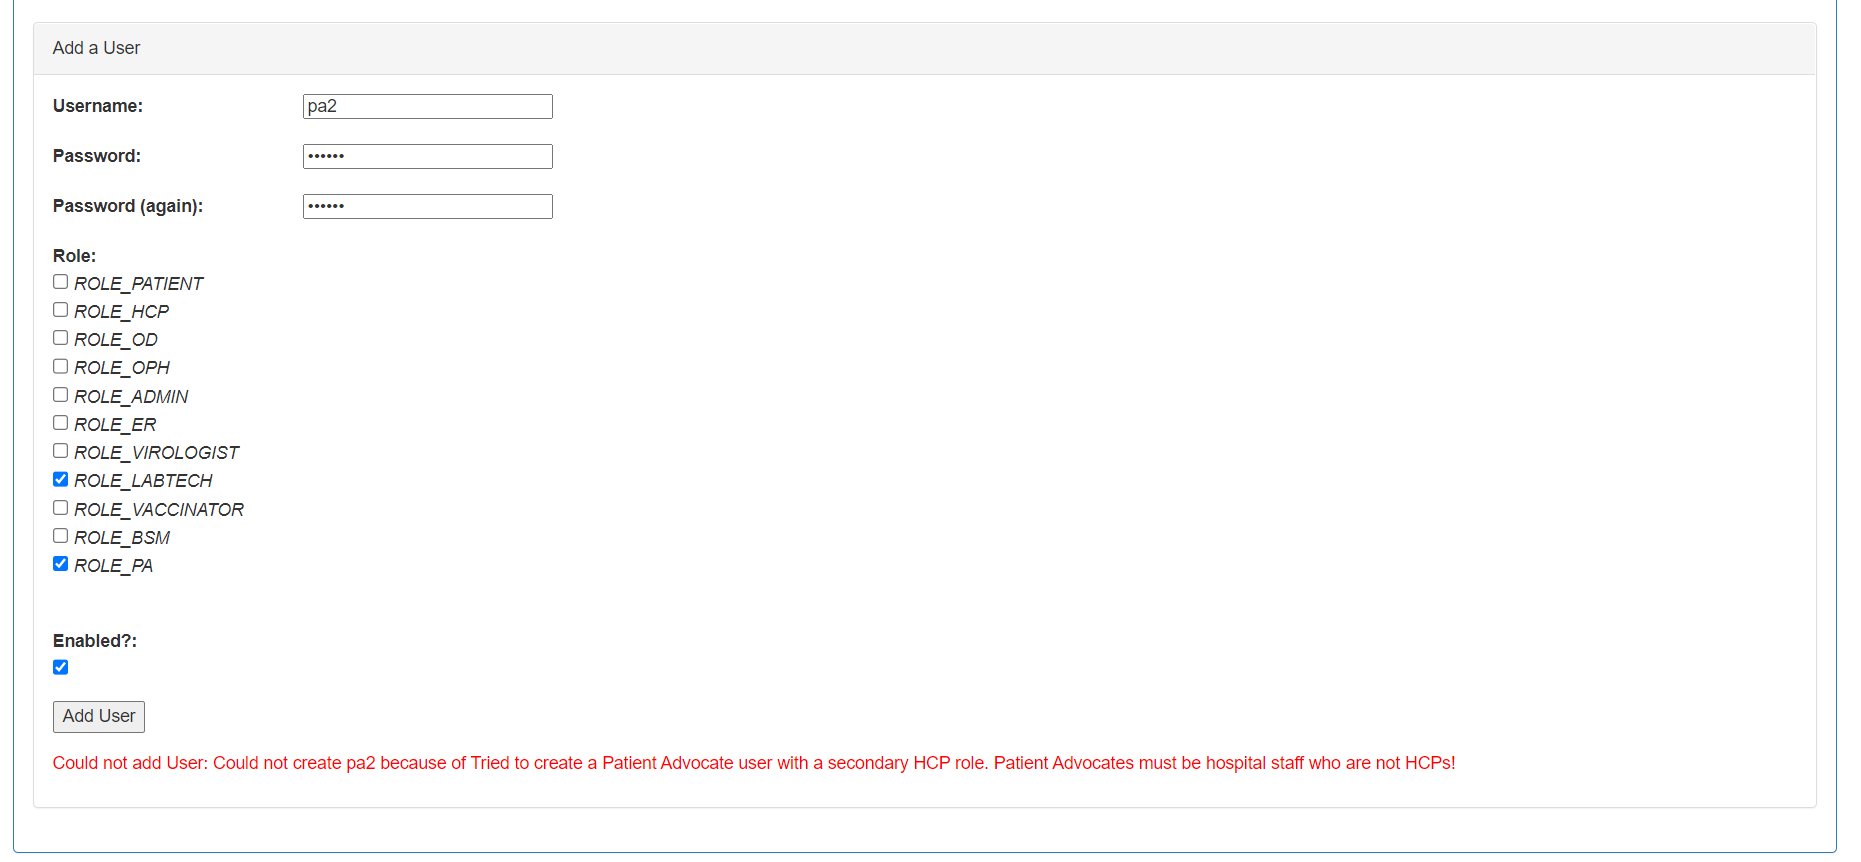 Add a User
Username: pa2
Password: ••••••
Password (again): ••••••
Role:
ROLE_PATIENT
ROLE_HCP
ROLE_OD
ROLE_OPH
ROLE_ADMIN
ROLE_ER
ROLE_VIROLOGIST
ROLE_LABTECH
ROLE_VACCINATOR
ROLE_BSM
ROLE_PA
Enabled?:
Add User
Could not add User: Could not create pa2 because of Tried to create a Patient Advocate user with a secondary HCP role. Patient Advocates must be hospital staff who are not HCPs!